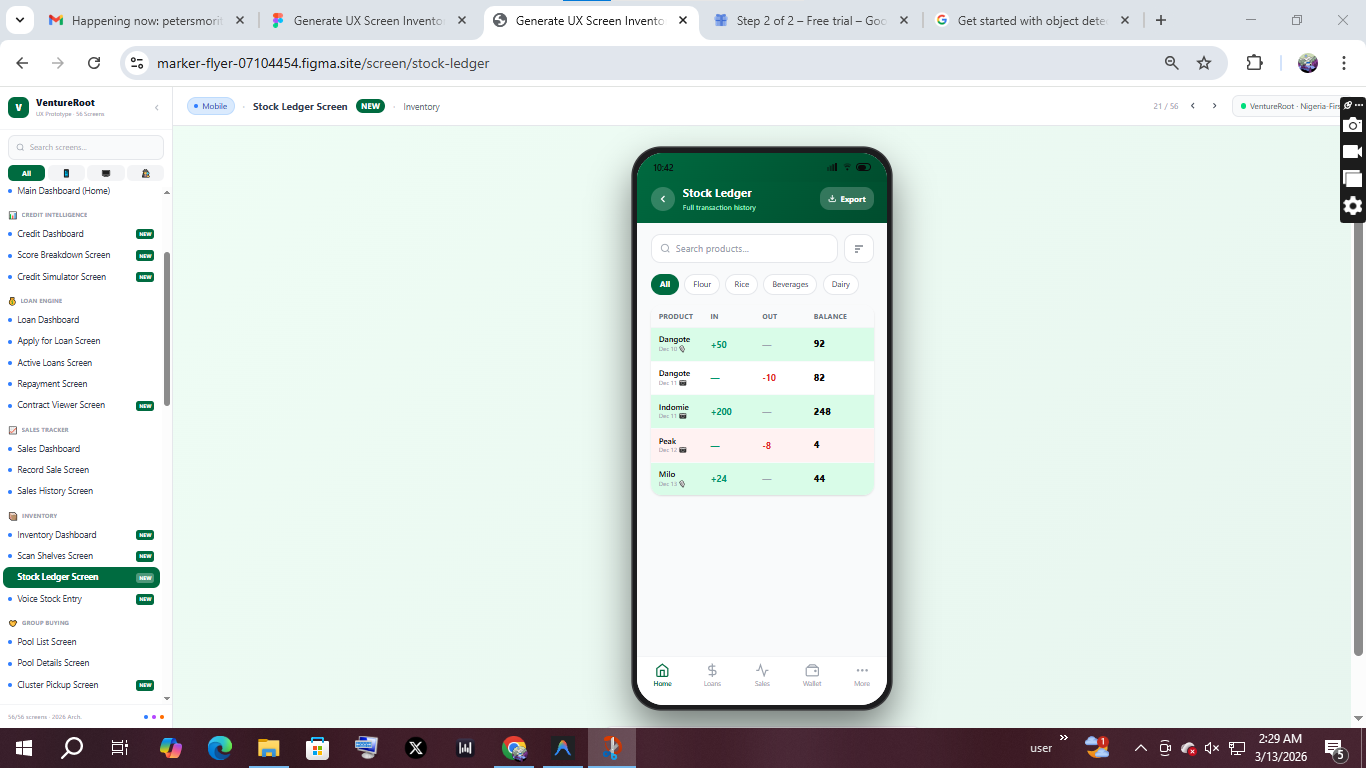 Happening now: petersmorit
Generate UX Screen Invento
Generate UX Screen Invento
Step 2 of 2 – Free trial – Goo
Get started with object dete
marker-flyer-07104454.figma.site/screen/stock-ledger
V
VentureRoot
UX Prototype · 56 Screens
Search screens...
All
Main Dashboard (Home)
CREDIT INTELLIGENCE
Credit Dashboard NEW
Score Breakdown Screen NEW
Credit Simulator Screen NEW
LOAN ENGINE
Loan Dashboard
Apply for Loan Screen
Active Loans Screen
Repayment Screen
Contract Viewer Screen NEW
SALES TRACKER
Sales Dashboard
Record Sale Screen
Sales History Screen
INVENTORY
Inventory Dashboard NEW
Scan Shelves Screen NEW
Stock Ledger Screen NEW
Voice Stock Entry NEW
GROUP BUYING
Pool List Screen
Pool Details Screen
Cluster Pickup Screen NEW
56/56 screens · 2026 Arch.
Mobile · Stock Ledger Screen NEW · Inventory
21 / 56
VentureRoot · Nigeria-Firs
10:42
Stock Ledger
Full transaction history
Export
Search products...
All Flour Rice Beverages Dairy
PRODUCT IN OUT BALANCE
Dangote +50 — 92
Dec 10
Dangote — -10 82
Dec 11
Indomie +200 — 248
Dec 11
Peak — -8 4
Dec 12
Milo +24 — 44
Dec 13
Home Loans Sales Wallet More
user
1
2:29 AM
3/13/2026
5